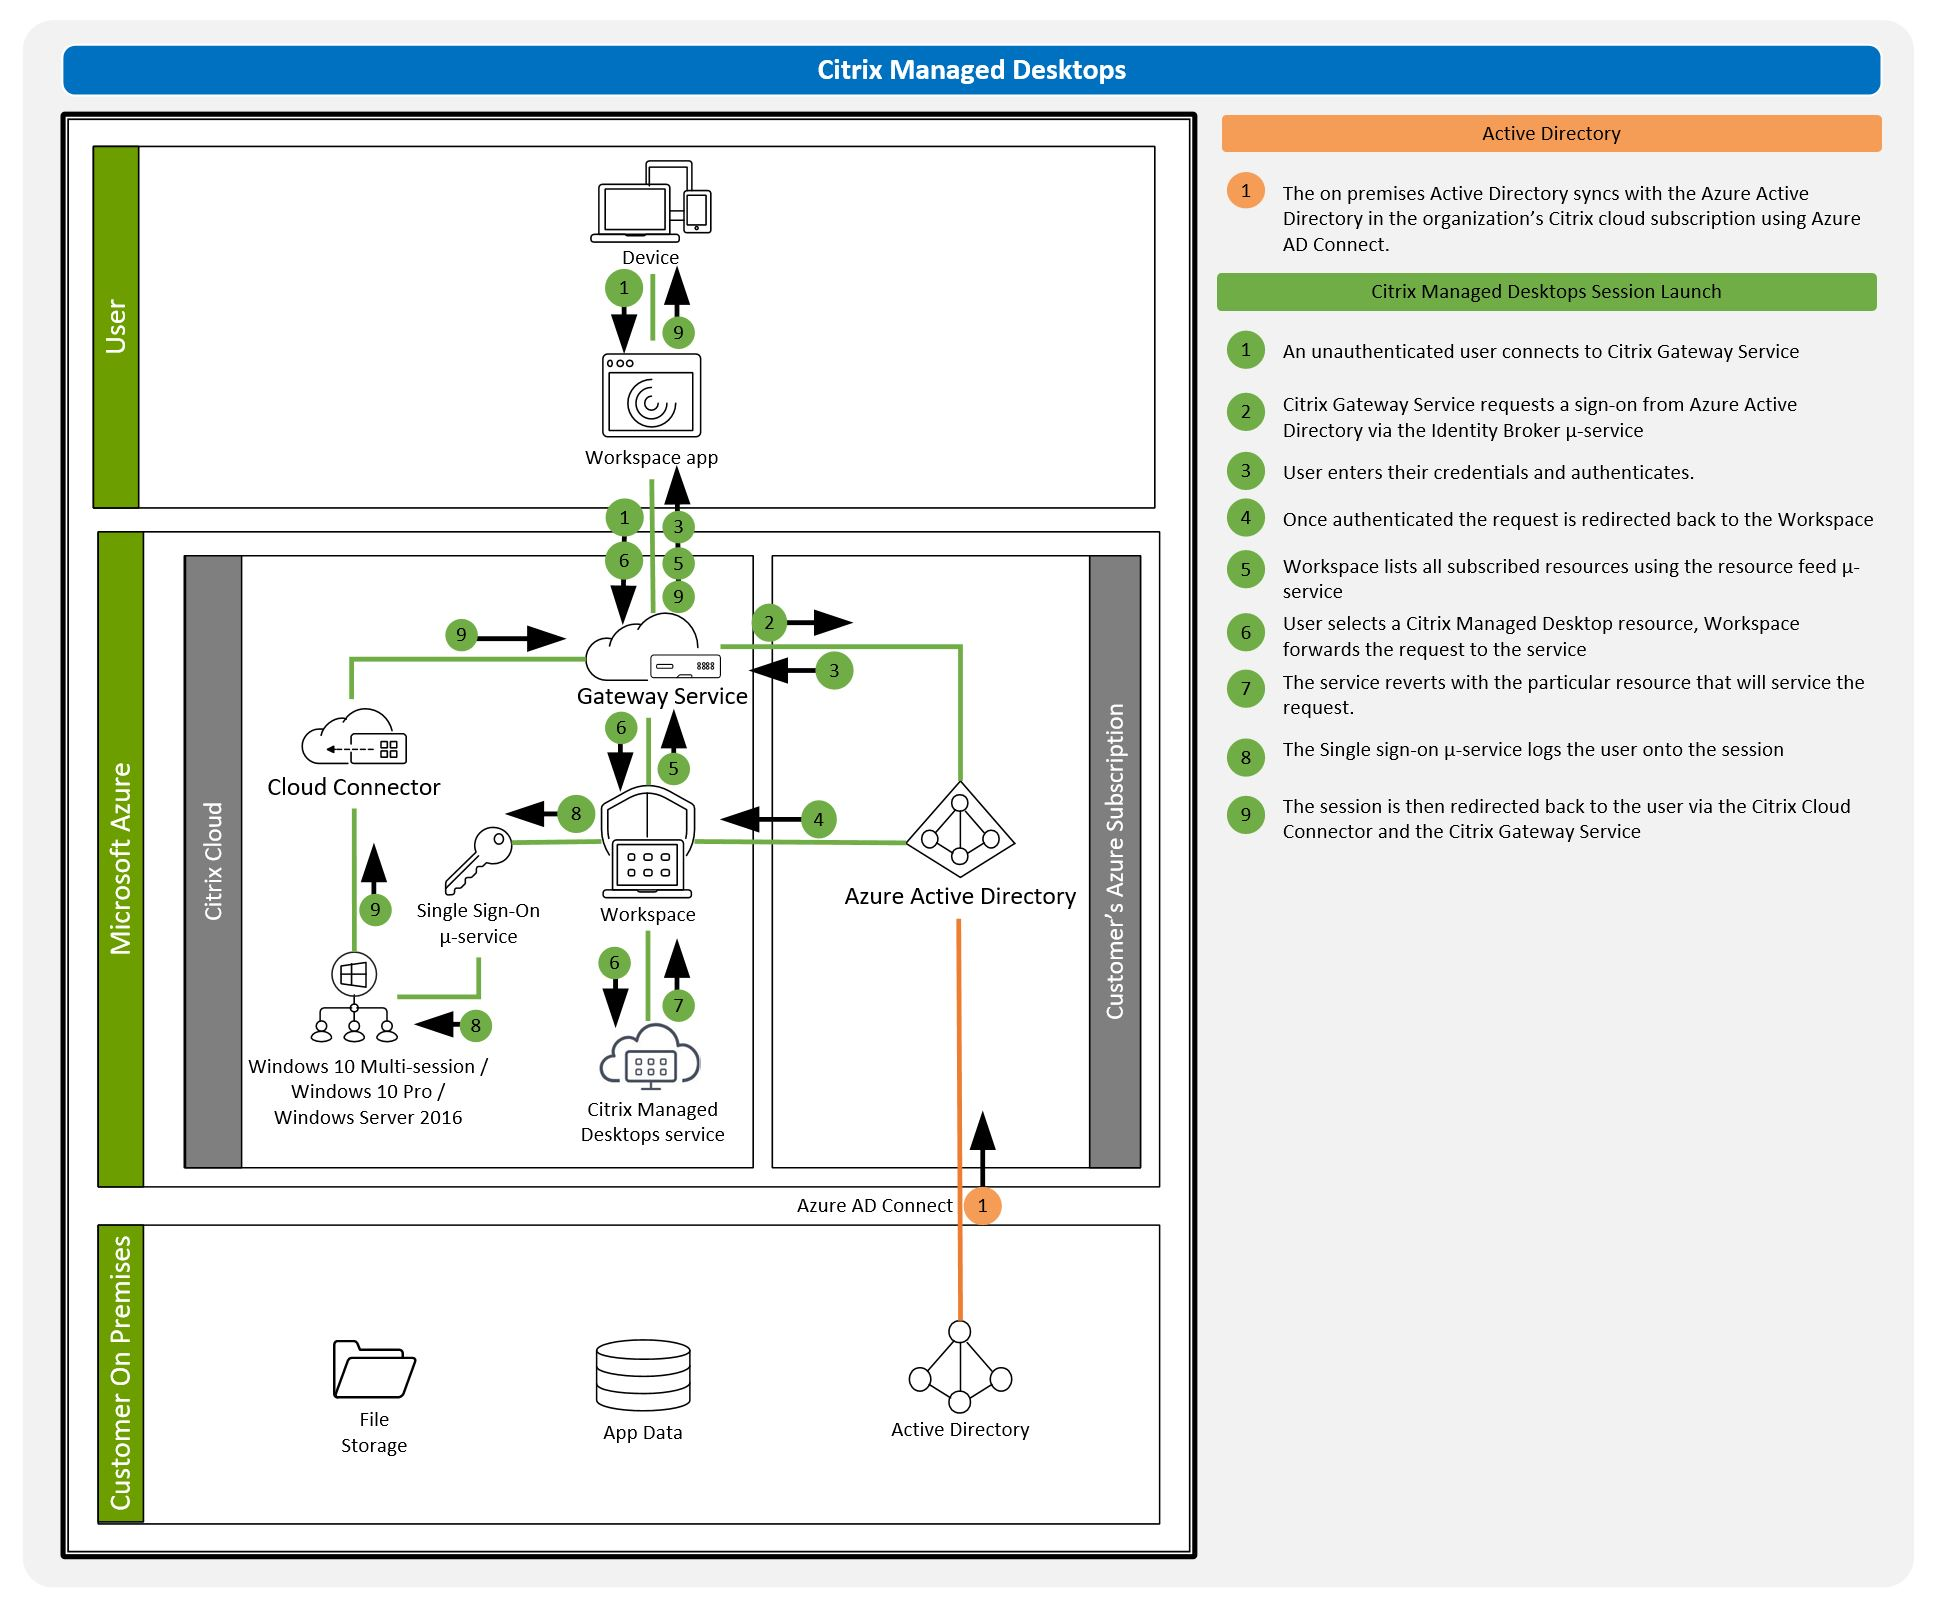 Citrix Managed Desktops
User
Device
1
9
Workspace app
1
3
6
5
9
Microsoft Azure
Citrix Cloud
9
2
3
Gateway Service
6
5
Cloud Connector
8
4
9
Single Sign-On
μ-service
Workspace
Azure Active Directory
Customer's Azure Subscription
6
7
8
Windows 10 Multi-session /
Windows 10 Pro /
Windows Server 2016
Citrix Managed
Desktops service
Azure AD Connect
1
Customer On Premises
File
Storage
App Data
Active Directory
Active Directory
1 The on premises Active Directory syncs with the Azure Active
Directory in the organization's Citrix cloud subscription using Azure
AD Connect.
Citrix Managed Desktops Session Launch
1 An unauthenticated user connects to Citrix Gateway Service
2 Citrix Gateway Service requests a sign-on from Azure Active
Directory via the Identity Broker μ-service
3 User enters their credentials and authenticates.
4 Once authenticated the request is redirected back to the Workspace
5 Workspace lists all subscribed resources using the resource feed μ-
service
6 User selects a Citrix Managed Desktop resource, Workspace
forwards the request to the service
7 The service reverts with the particular resource that will service the
request.
8 The Single sign-on μ-service logs the user onto the session
9 The session is then redirected back to the user via the Citrix Cloud
Connector and the Citrix Gateway Service